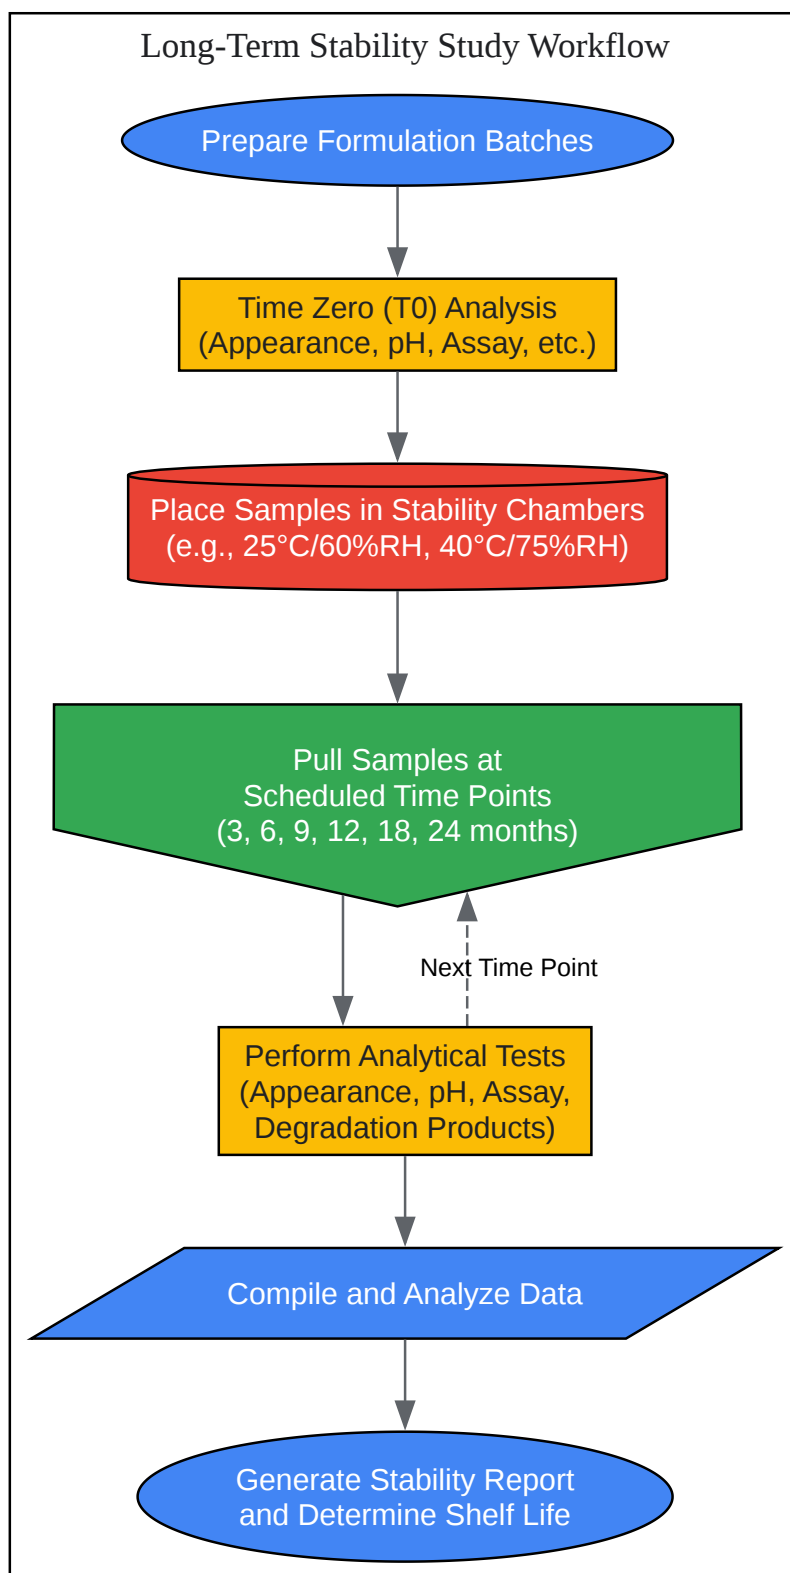 Long-Term Stability Study Workflow
Prepare Formulation Batches
Time Zero (T0) Analysis
(Appearance, pH, Assay, etc.)
Place Samples in Stability Chambers
(e.g., 25°C/60%RH, 40°C/75%RH)
Pull Samples at
Scheduled Time Points
(3, 6, 9, 12, 18, 24 months)
Next Time Point
Perform Analytical Tests
(Appearance, pH, Assay,
Degradation Products)
Compile and Analyze Data
Generate Stability Report
and Determine Shelf Life